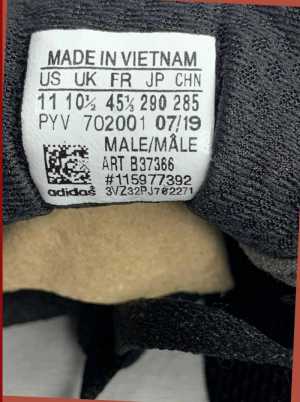 MADE IN VIETNAM
US UK FR JP CHN
11 10½ 45⅓ 290 285
PYV 702001 07/19
MALE/MÂLE
ART B37366
#115977392
adidas 3VZ32PJ702271